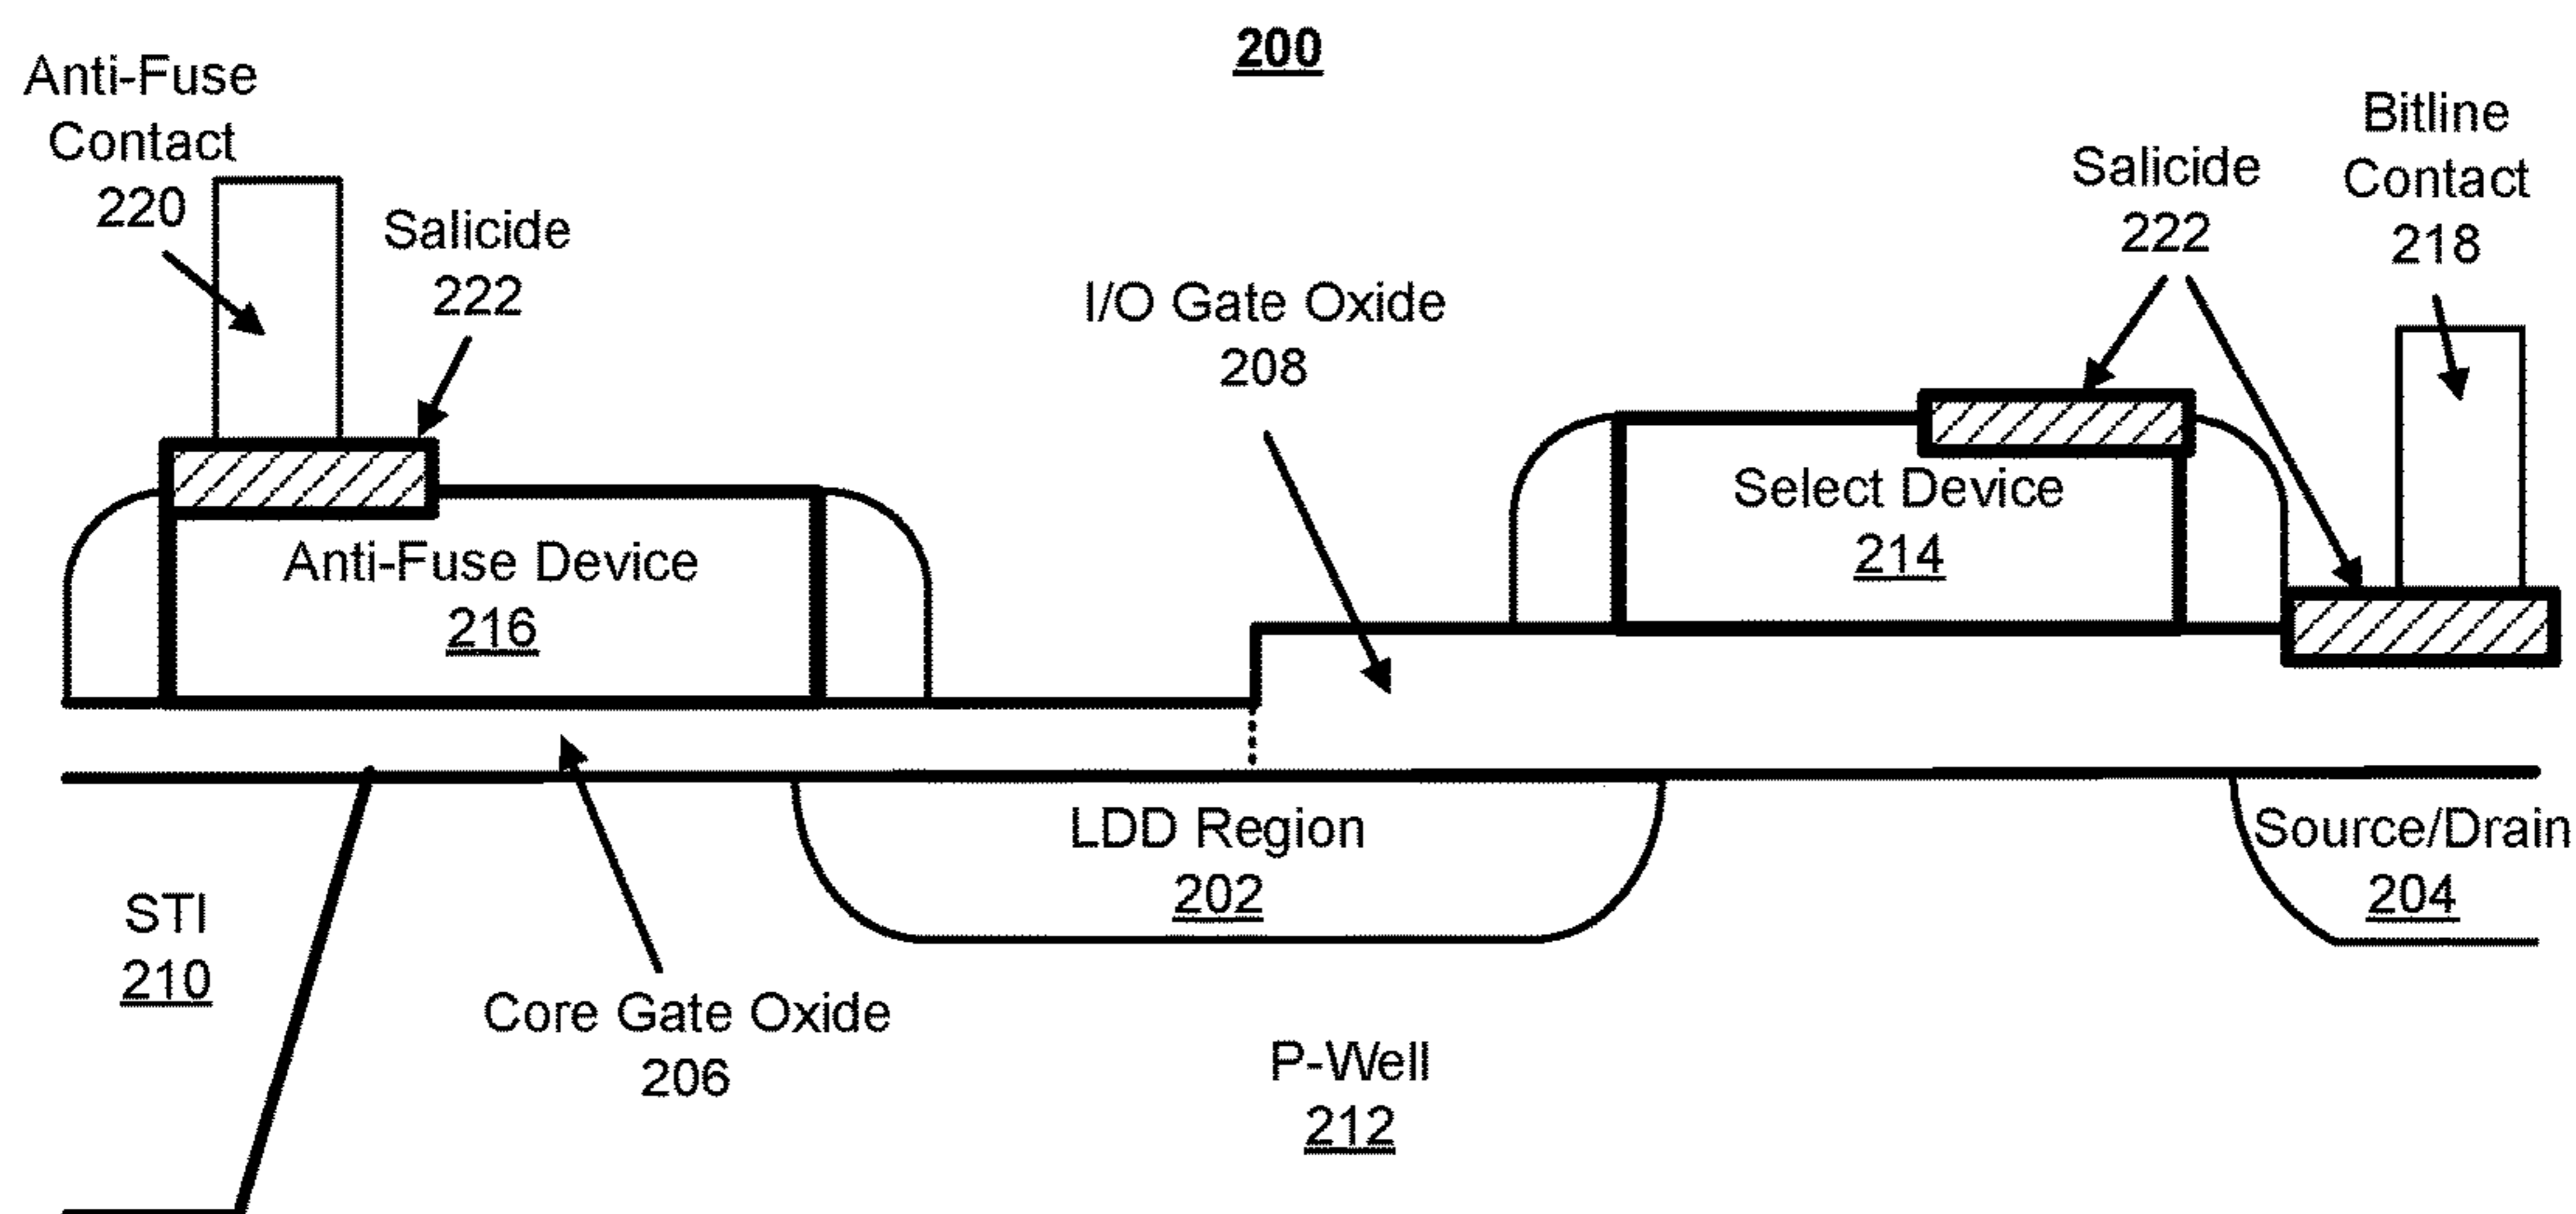 200
Anti-Fuse
Contact
220
Salicide
222
I/O Gate Oxide
208
Salicide
222
Bitline
Contact
218
Anti-Fuse Device
216
Select Device
214
LDD Region
202
Source/Drain
204
STI
210
Core Gate Oxide
206
P-Well
212